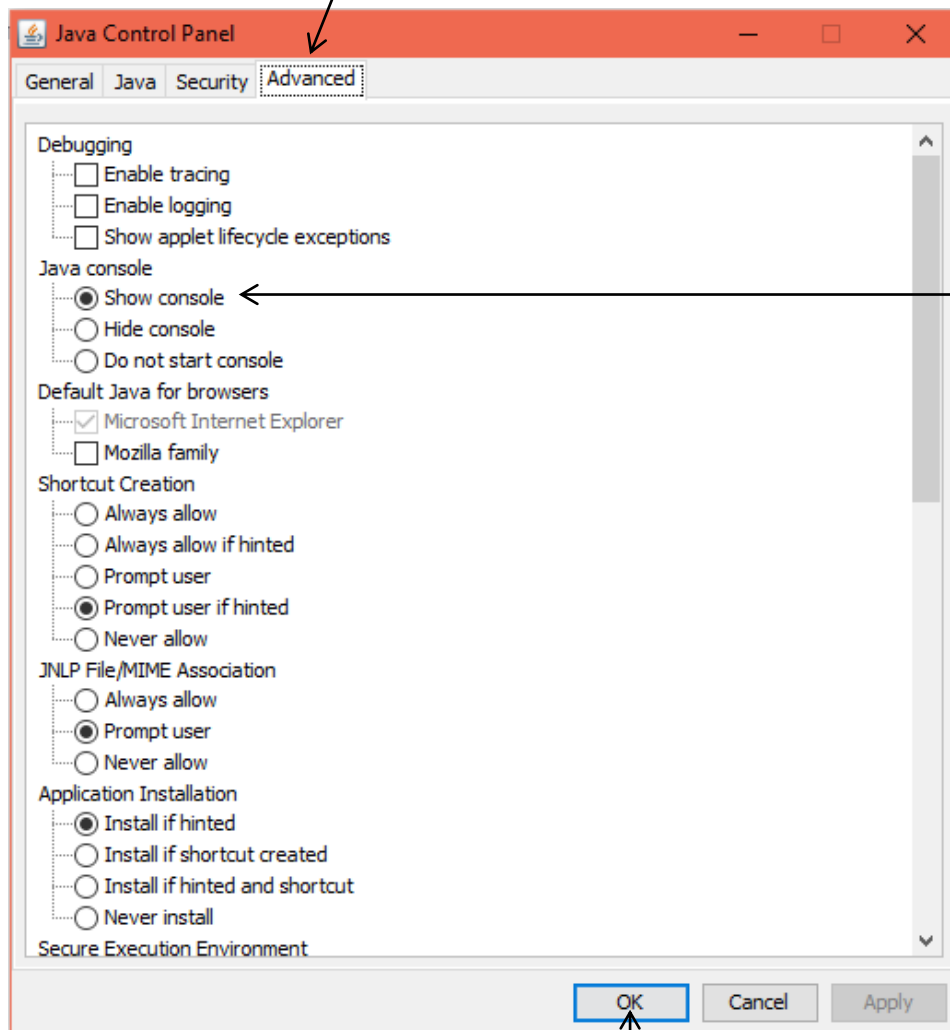 Java Control Panel
General Java Security Advanced
Debugging
Enable tracing
Enable logging
Show applet lifecycle exceptions
Java console
Show console
Hide console
Do not start console
Default Java for browsers
Microsoft Internet Explorer
Mozilla family
Shortcut Creation
Always allow
Always allow if hinted
Prompt user
Prompt user if hinted
Never allow
JNLP File/MIME Association
Always allow
Prompt user
Never allow
Application Installation
Install if hinted
Install if shortcut created
Install if hinted and shortcut
Never install
Secure Execution Environment
OK Cancel Apply